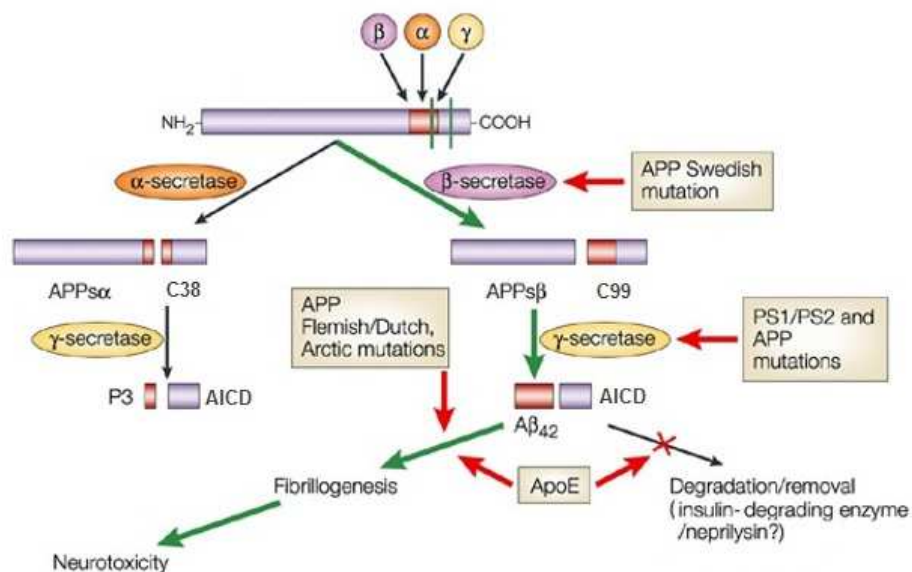 β α γ
NH2- -COOH
α-secretase
β-secretase
APP Swedish
mutation
APPsα C38
APPsβ C99
APP
Flemish/Dutch,
Arctic mutations
γ-secretase
γ-secretase
PS1/PS2 and
APP
mutations
P3 AICD
AICD
Aβ42
Fibrillogenesis
ApoE
Degradation/removal
(insulin- degrading enzyme
/neprilysin?)
Neurotoxicity